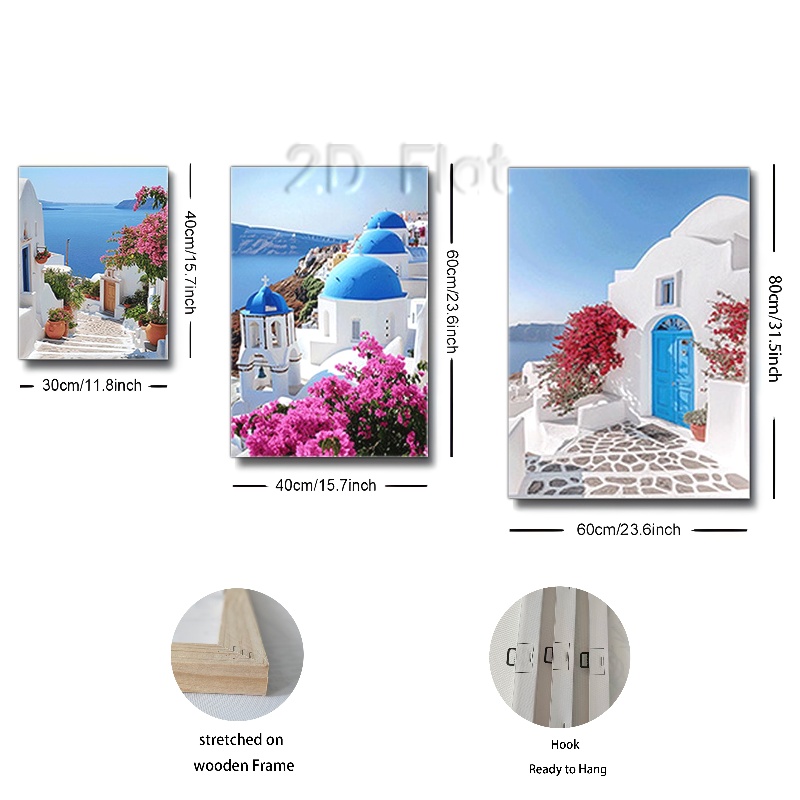 2D Flat
40cm/15.7inch
30cm/11.8inch
60cm/23.6inch
40cm/15.7inch
80cm/31.5inch
60cm/23.6inch
stretched on
wooden Frame
Hook
Ready to Hang